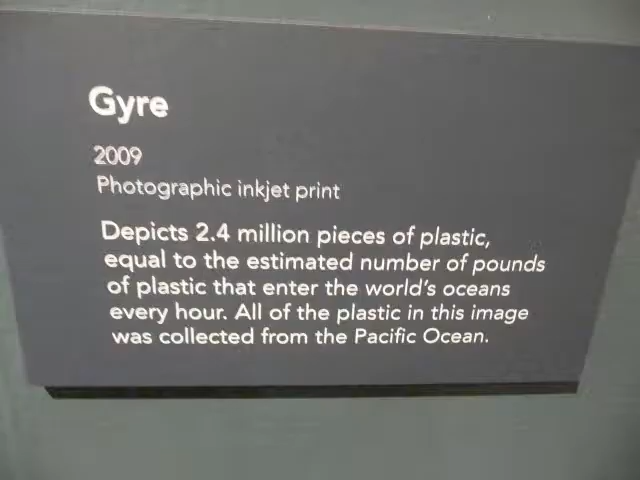 Gyre
2009
Photographic inkjet print
Depicts 2.4 million pieces of plastic,
equal to the estimated number of pounds
of plastic that enter the world's oceans
every hour. All of the plastic in this image
was collected from the Pacific Ocean.